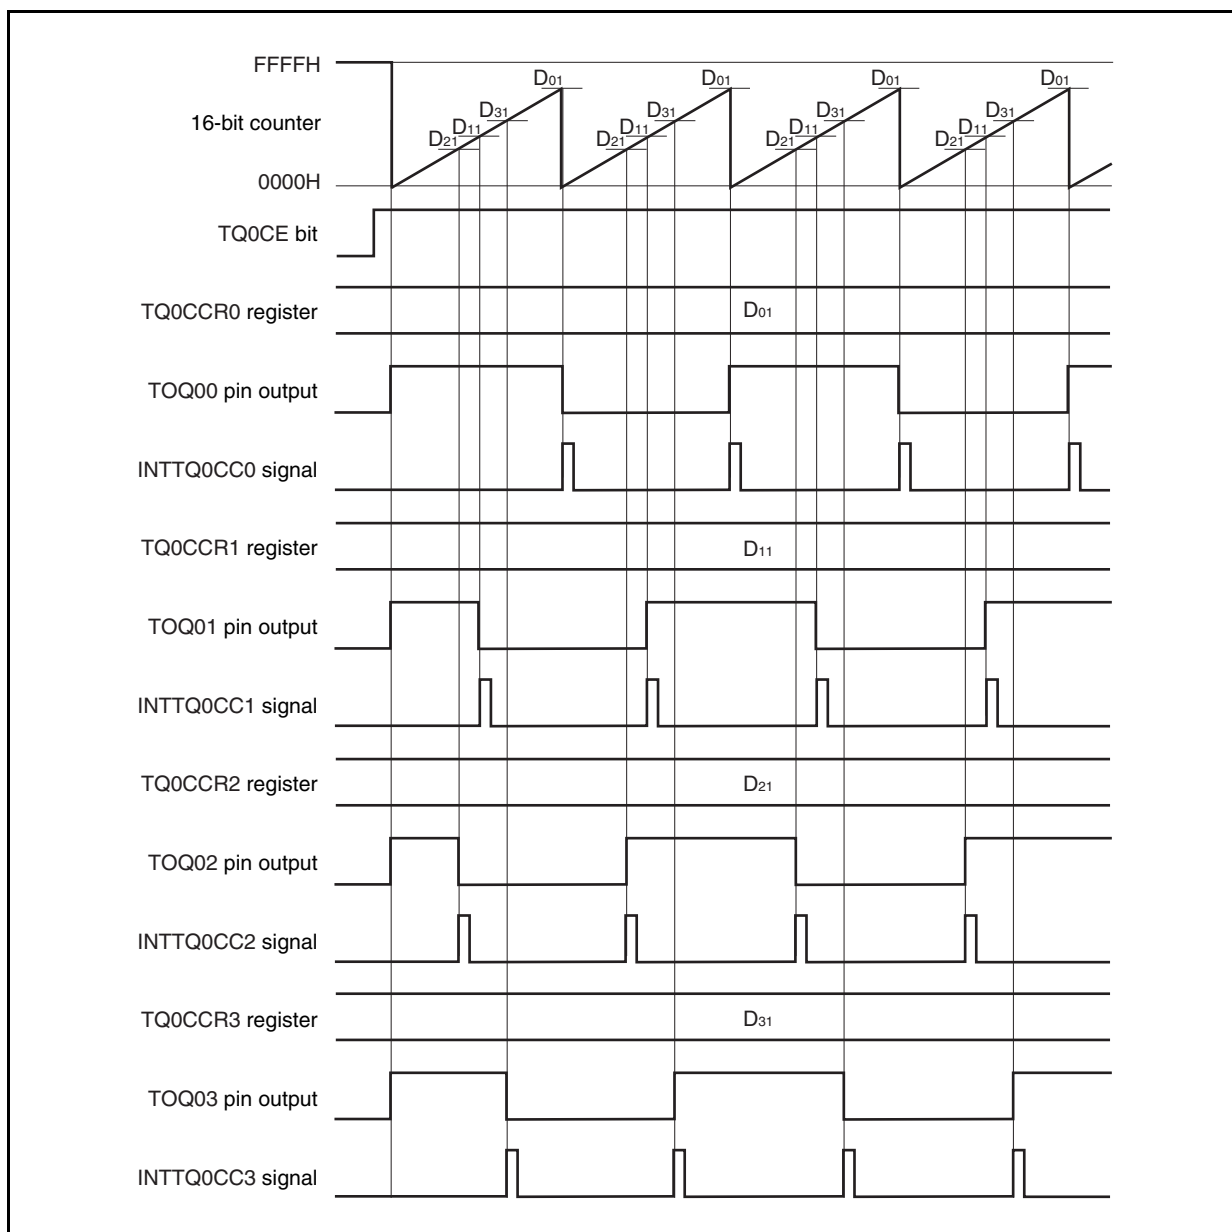 FFFFH
D01 D01 D01 D01
16-bit counter
D31 D31 D31 D31
D11 D11 D11 D11
D21 D21 D21 D21
0000H
TQ0CE bit
TQ0CCR0 register D01
TOQ00 pin output
INTTQ0CC0 signal
TQ0CCR1 register D11
TOQ01 pin output
INTTQ0CC1 signal
TQ0CCR2 register D21
TOQ02 pin output
INTTQ0CC2 signal
TQ0CCR3 register D31
TOQ03 pin output
INTTQ0CC3 signal